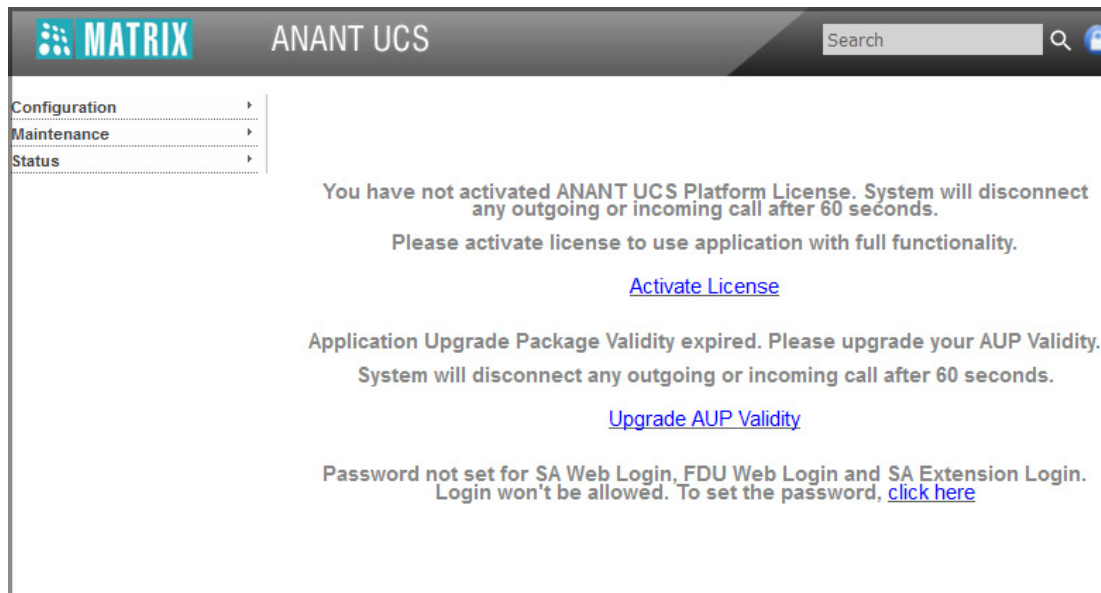 MATRIX
ANANT UCS
Search
Configuration
Maintenance
Status
You have not activated ANANT UCS Platform License. System will disconnect
any outgoing or incoming call after 60 seconds.
Please activate license to use application with full functionality.
Activate License
Application Upgrade Package Validity expired. Please upgrade your AUP Validity.
System will disconnect any outgoing or incoming call after 60 seconds.
Upgrade AUP Validity
Password not set for SA Web Login, FDU Web Login and SA Extension Login.
Login won't be allowed. To set the password, click here